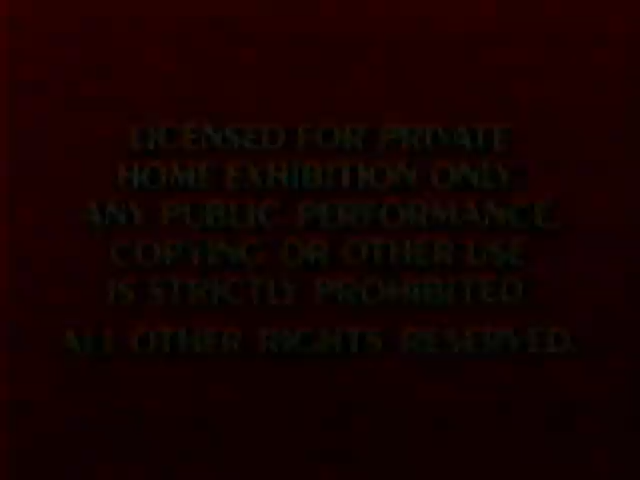 LICENSED FOR PRIVATE
HOME EXHIBITION ONLY.
ANY PUBLIC PERFORMANCE,
COPYING OR OTHER USE
IS STRICTLY PROHIBITED.
ALL OTHER RIGHTS RESERVED.